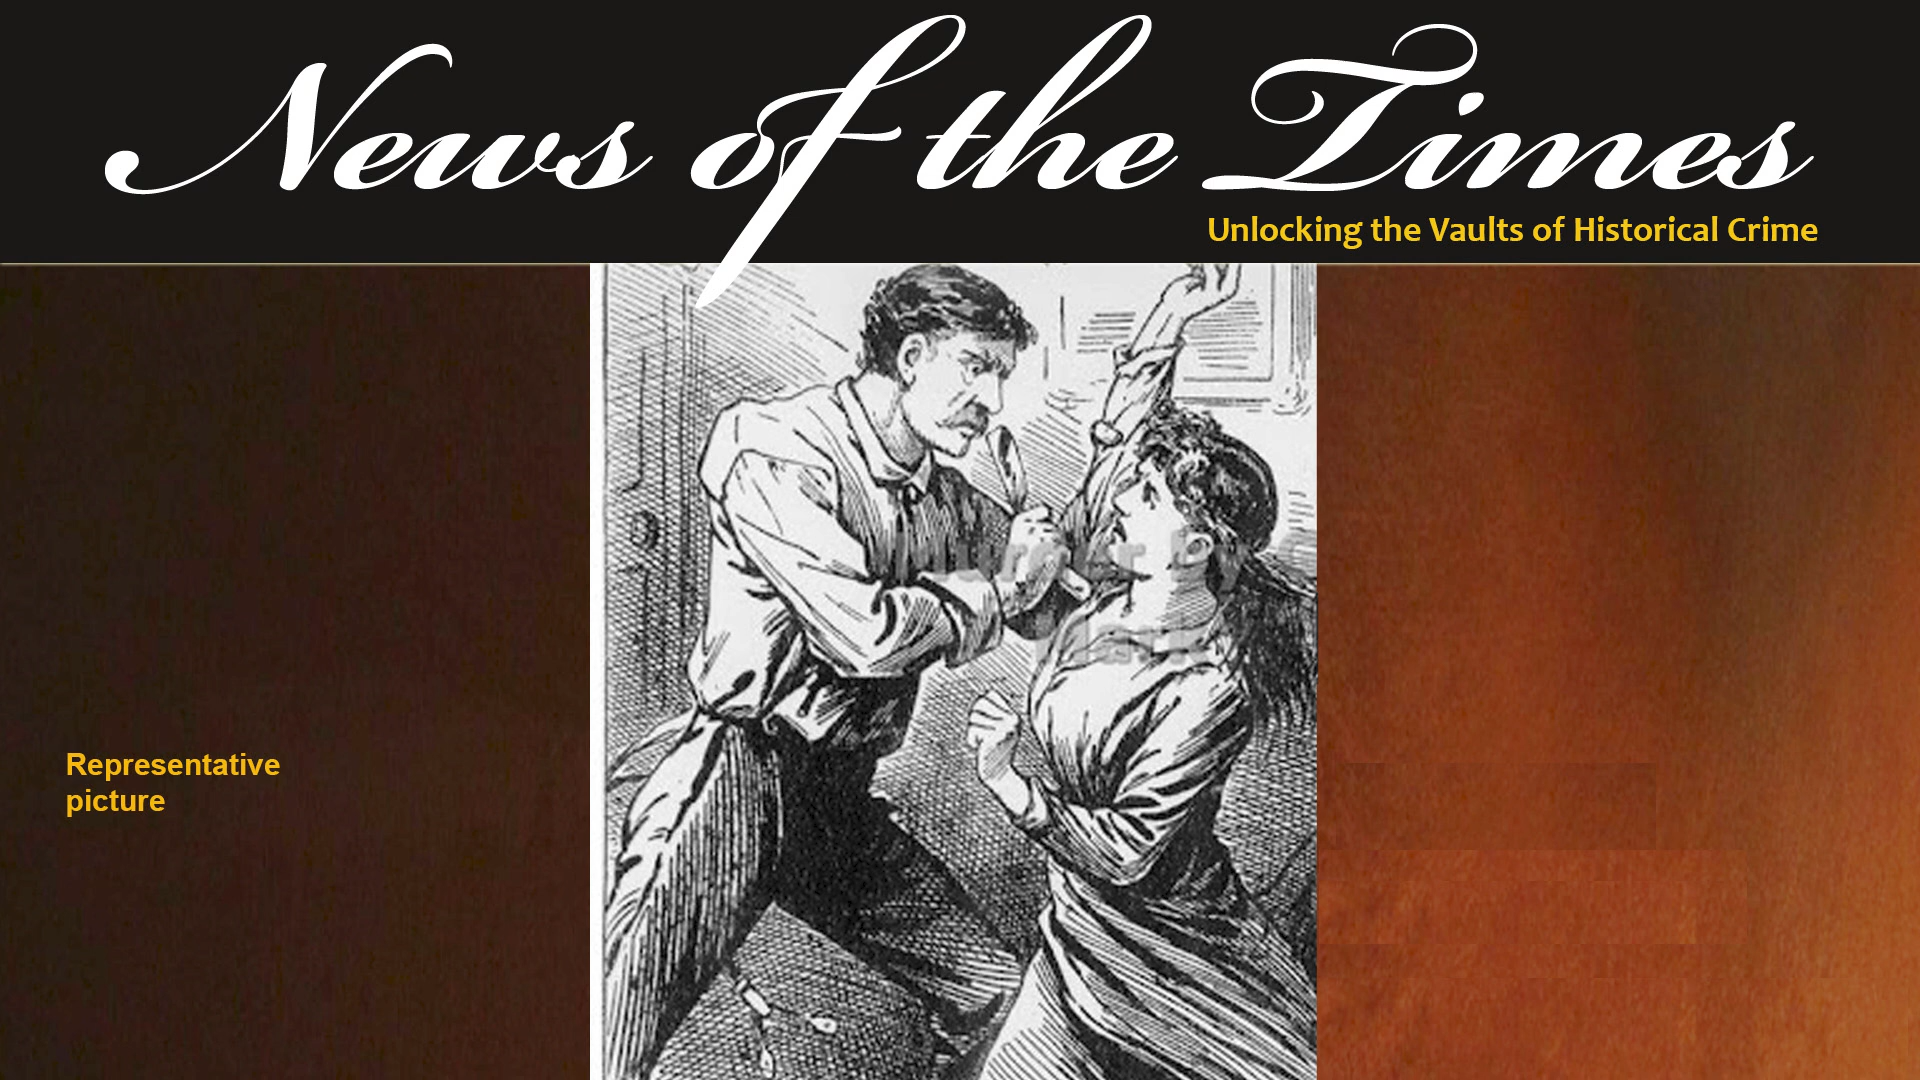 News of the Times
Unlocking the Vaults of Historical Crime
Representative
picture